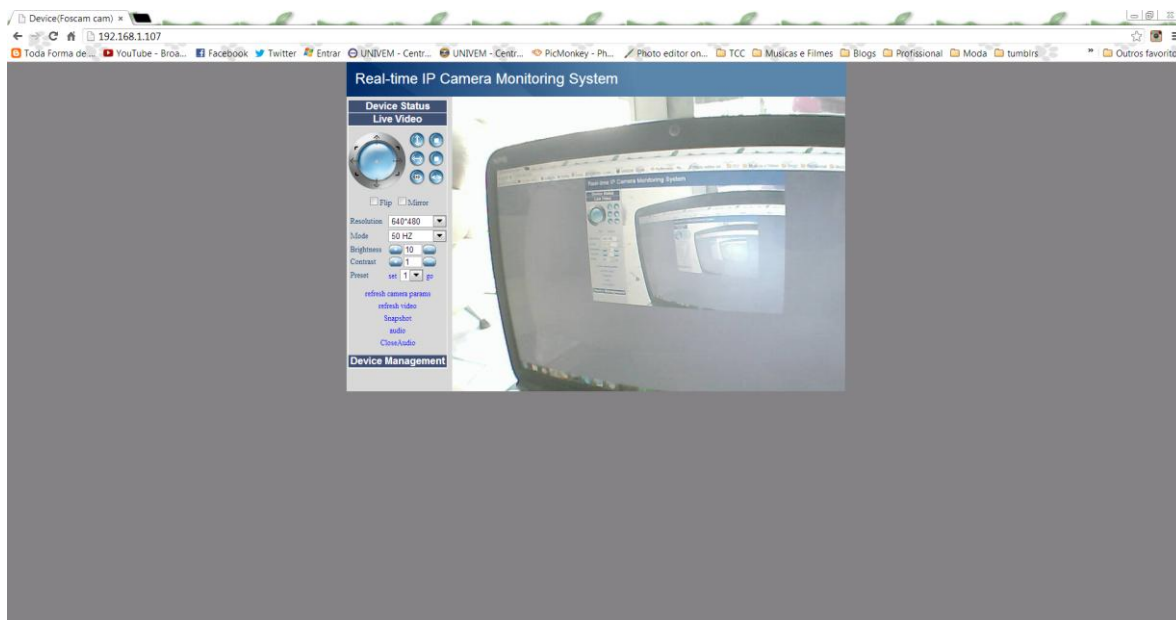 Device(Foscam cam)
192.168.1.107
Toda Forma de ... YouTube - Broa... Facebook Twitter Entrar UNIVEM - Centr... UNIVEM - Centr... PicMonkey - Ph... Photo editor on... TCC Musicas e Filmes Blogs Profissional Moda tumblrs » Outros favorito
Real-time IP Camera Monitoring System
Device Status
Live Video
Flip Mirror
Resolution 640*480
Mode 50 HZ
Brightness 10
Contrast 1
Preset set 1 go
refresh camera params
refresh video
Snapshot
audio
CloseAudio
Device Management
Real-time IP Camera Monitoring System